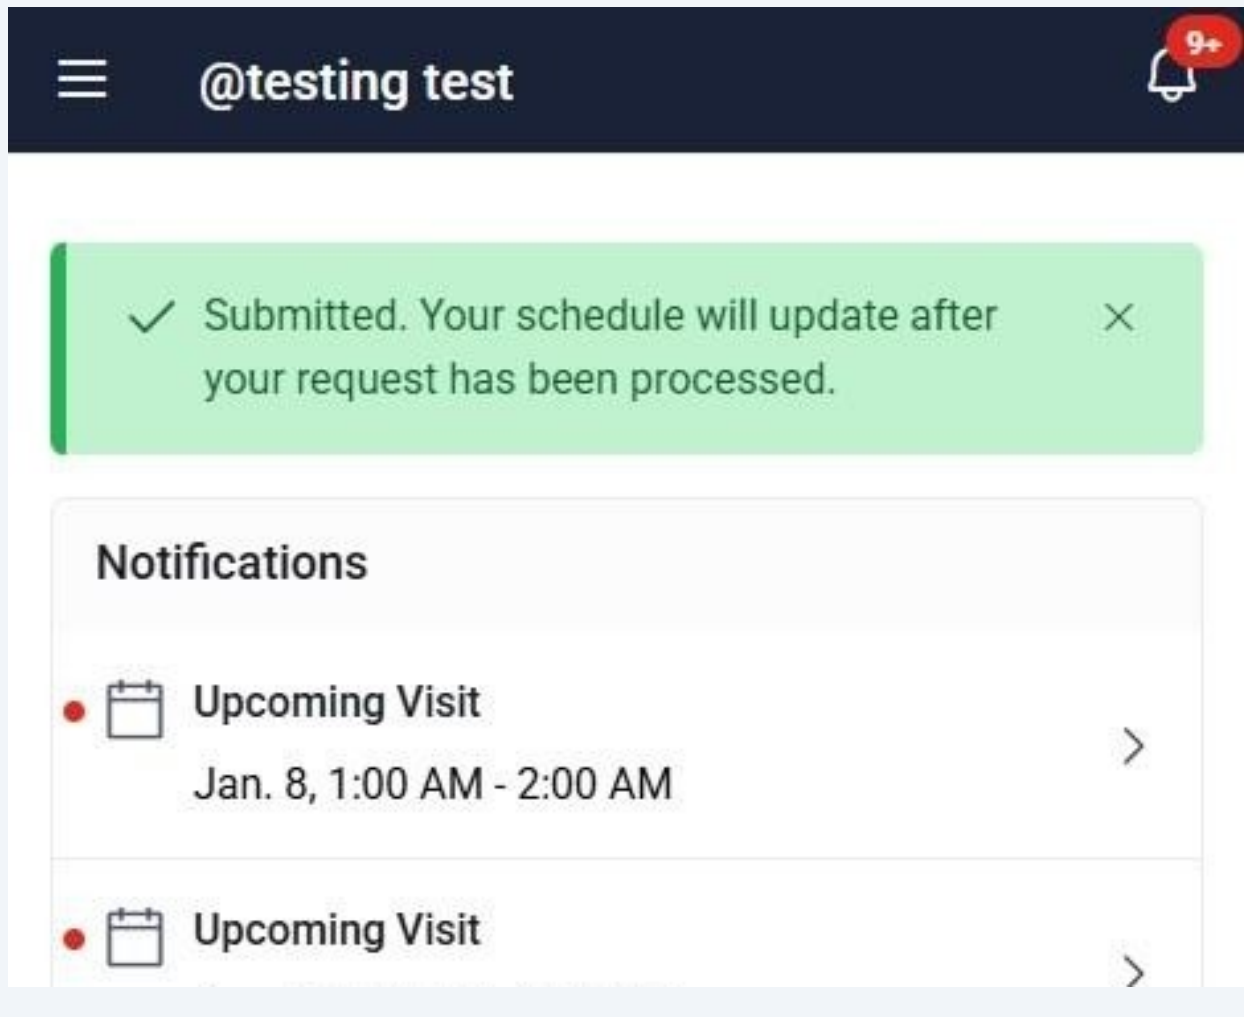 @testing test
9+
Submitted. Your schedule will update after
your request has been processed.
Notifications
Upcoming Visit
Jan. 8, 1:00 AM - 2:00 AM
Upcoming Visit